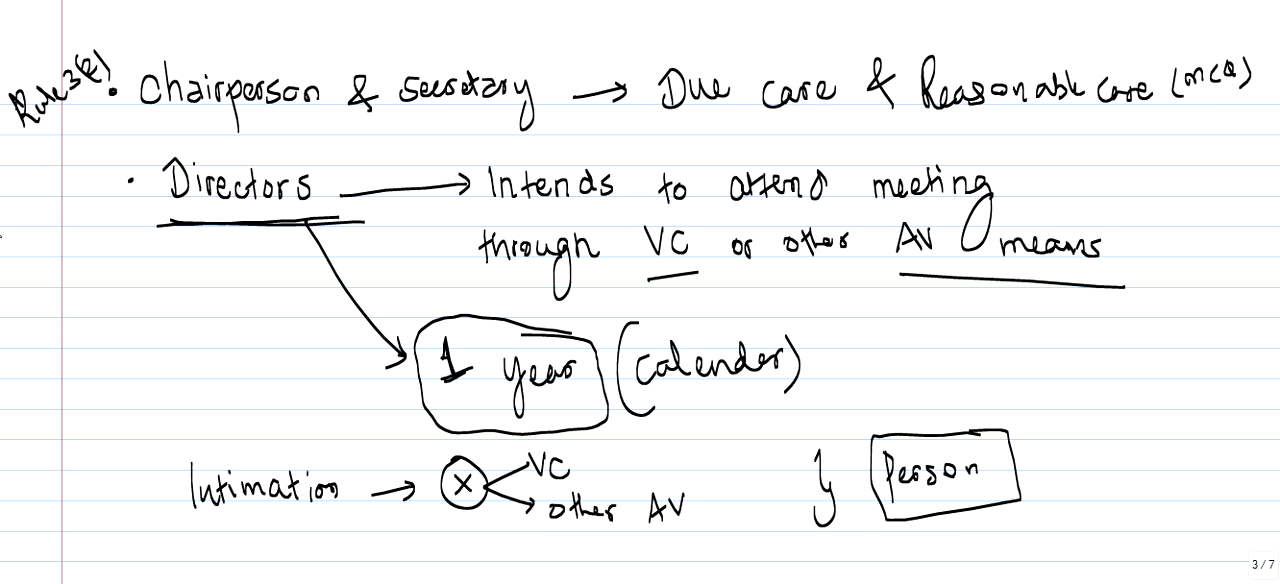 Rule 3(2)! • Chairperson & secretary → Due care & Reasonable care (MCQ)
• Directors → Intends to attend meeting
through VC or other AV means
1 year (calender)
Intimation → ⓧ VC
→ other AV } Person
3 / 7